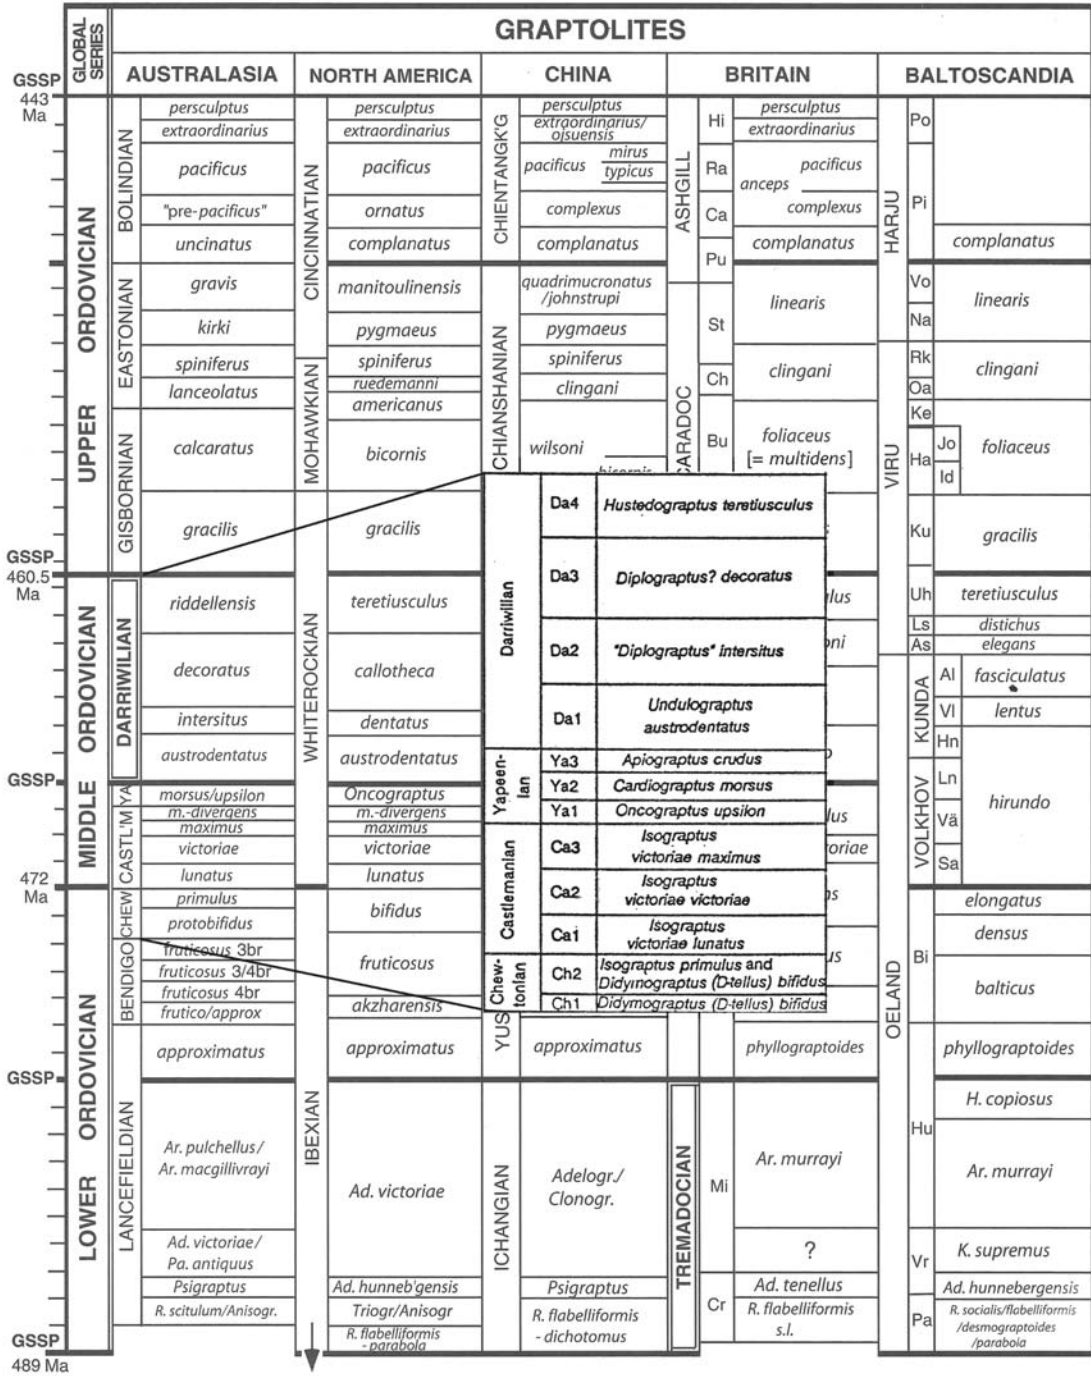 GRAPTOLITES
GLOBAL SERIES
AUSTRALASIA
NORTH AMERICA
CHINA
BRITAIN
BALTOSCANDIA
GSSP
443
Ma
GSSP
460.5
Ma
GSSP
472
Ma
GSSP
GSSP
489 Ma
UPPER ORDOVICIAN
MIDDLE ORDOVICIAN
LOWER ORDOVICIAN
BOLINDIAN
EASTONIAN
GISBORNIAN
DARRIWILIAN
YA
CASTL'M
CHEW
BENDIGO
LANCEFIELDIAN
persculptus
extraordinarius
pacificus
"pre-pacificus"
uncinatus
gravis
kirki
spiniferus
lanceolatus
calcaratus
gracilis
riddellensis
decoratus
intersitus
austrodentatus
morsus/upsilon
m.-divergens
maximus
victoriae
lunatus
primulus
protobifidus
fruticosus 3br
fruticosus 3/4br
fruticosus 4br
frutico/approx
approximatus
Ar. pulchellus/
Ar. macgillivrayi
Ad. victoriae/
Pa. antiquus
Psigraptus
R. scitulum/Anisogr.
CINCINNATIAN
MOHAWKIAN
WHITEROCKIAN
IBEXIAN
persculptus
extraordinarius
pacificus
ornatus
complanatus
manitoulinensis
pygmaeus
spiniferus
ruedemanni
americanus
bicornis
gracilis
teretiusculus
callotheca
dentatus
austrodentatus
Oncograptus
m.-divergens
maximus
victoriae
lunatus
bifidus
fruticosus
akzharensis
approximatus
Ad. victoriae
Ad. hunneb'gensis
Triogr/Anisogr
R. flabelliformis
- parabola
CHIENTANGK'G
CHIANSHANIAN
YUS
ICHANGIAN
persculptus
extraordinarius/
ojsuensis
pacificus
mirus
typicus
complexus
complanatus
quadrimucronatus
/johnstrupi
pygmaeus
spiniferus
clingani
wilsoni
bicornis
approximatus
Adelogr./
Clonogr.
Psigraptus
R. flabelliformis
- dichotomus
Darriwilian
Da4 Hustedograptus teretiusculus
Da3 Diplograptus? decoratus
Da2 "Diplograptus" intersitus
Da1 Undulograptus
austrodentatus
Yapeen-
ian
Ya3 Apiograptus crudus
Ya2 Cardiograptus morsus
Ya1 Oncograptus upsilon
Castlemanian
Ca3 Isograptus
victoriae maximus
Ca2 Isograptus
victoriae victoriae
Ca1 Isograptus
victoriae lunatus
Chew-
tonian
Ch2 Isograptus primulus and
Didymograptus (D-tellus) bifidus
Ch1 Didymograptus (D-tellus) bifidus
ASHGILL
CARADOC
TREMADOCIAN
Hi
Ra
Ca
Pu
St
Ch
Bu
Mi
Cr
persculptus
extraordinarius
pacificus
anceps
complexus
complanatus
linearis
clingani
foliaceus
[= multidens]
s
ulus
oni
o
lus
oriae
ns
us
phyllograptoides
Ar. murrayi
?
Ad. tenellus
R. flabelliformis
s.l.
HARJU
VIRU
KUNDA
VOLKHOV
OELAND
Po
Pi
Vo
Na
Rk
Oa
Ke
Ha
Jo
Id
Ku
Uh
Ls
As
Al
Vl
Hn
Ln
Vä
Sa
Bi
Hu
Vr
Pa
complanatus
linearis
clingani
foliaceus
gracilis
teretiusculus
distichus
elegans
fasciculatus
lentus
hirundo
elongatus
densus
balticus
phyllograptoides
H. copiosus
Ar. murrayi
K. supremus
Ad. hunnebergensis
R. socialis/flabelliformis
/desmograptoides
/parabola